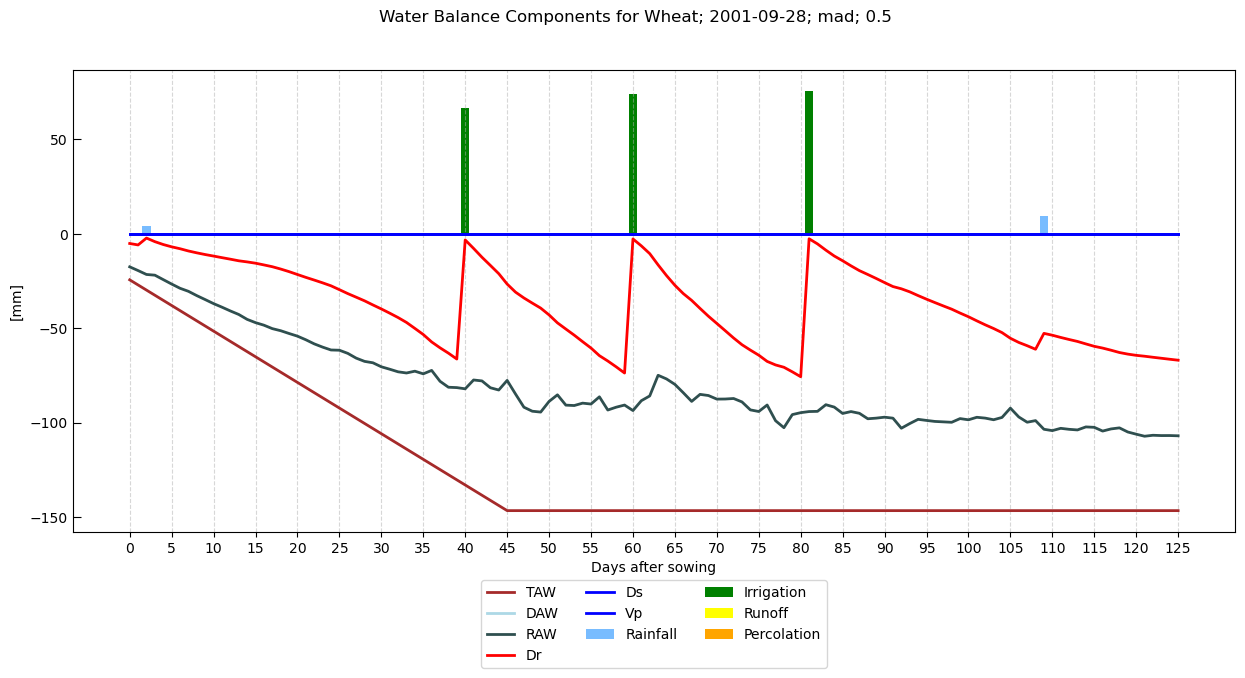 Water Balance Components for Wheat; 2001-09-28; mad; 0.5
50
0
−50
−100
−150
[mm]
0 5 10 15 20 25 30 35 40 45 50 55 60 65 70 75 80 85 90 95 100 105 110 115 120 125
Days after sowing
TAW Ds Irrigation
DAW Vp Runoff
RAW Rainfall Percolation
Dr